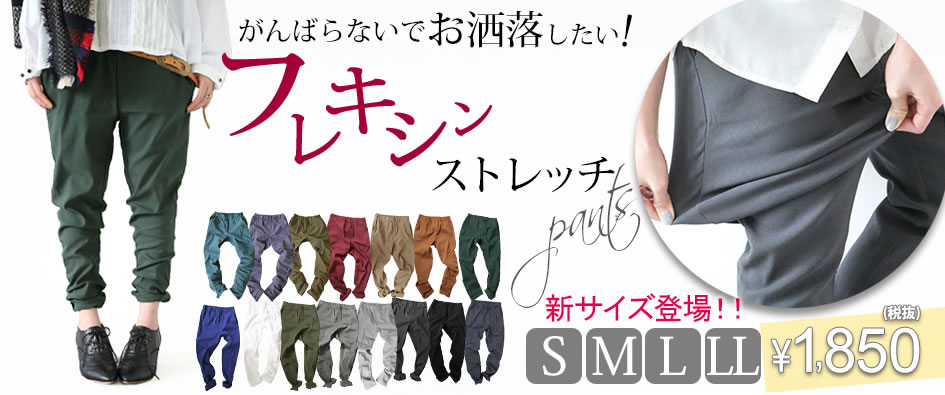 がんばらないでお洒落したい!
フレキシン
ストレッチ
pants
新サイズ登場!!
S M L LL
(税抜)
¥1,850